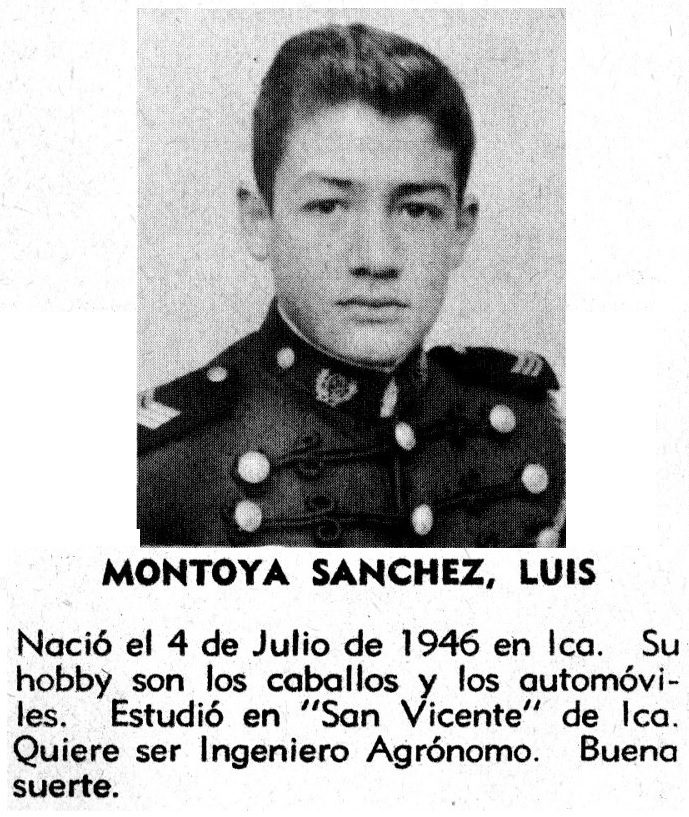 MONTOYA SANCHEZ, LUIS
Nació el 4 de Julio de 1946 en Ica. Su
hobby son los caballos y los automóvi-
les. Estudió en "San Vicente" de Ica.
Quiere ser Ingeniero Agrónomo. Buena
suerte.